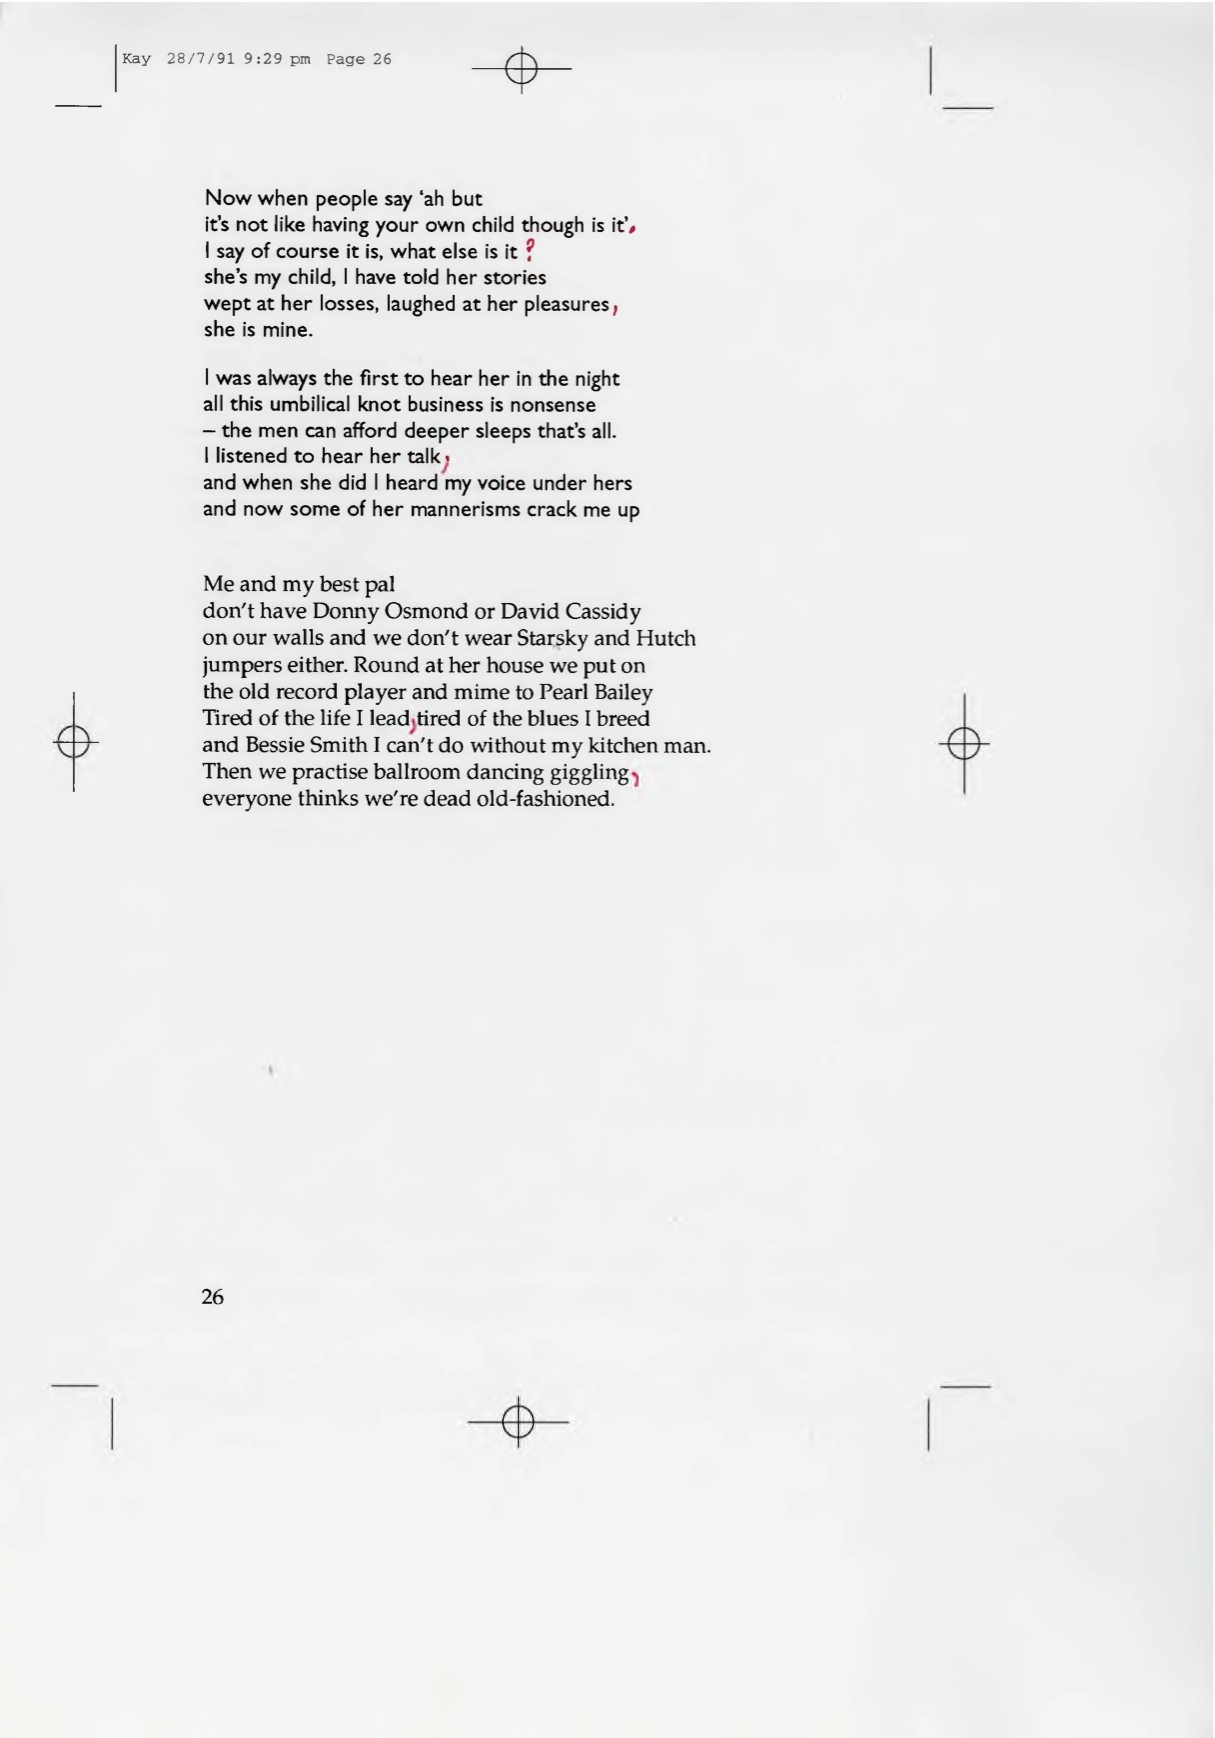 Kay 28/7/91 9:29 pm Page 26
Now when people say ‘ah but
it’s not like having your own child though is it’,
I say of course it is, what else is it?
she’s my child, I have told her stories
wept at her losses, laughed at her pleasures,
she is mine.
I was always the first to hear her in the night
all this umbilical knot business is nonsense
– the men can afford deeper sleeps that’s all.
I listened to hear her talk,
and when she did I heard my voice under hers
and now some of her mannerisms crack me up
Me and my best pal
don’t have Donny Osmond or David Cassidy
on our walls and we don’t wear Starsky and Hutch
jumpers either. Round at her house we put on
the old record player and mime to Pearl Bailey
Tired of the life I lead, tired of the blues I breed
and Bessie Smith I can’t do without my kitchen man.
Then we practise ballroom dancing giggling,
everyone thinks we’re dead old-fashioned.
26